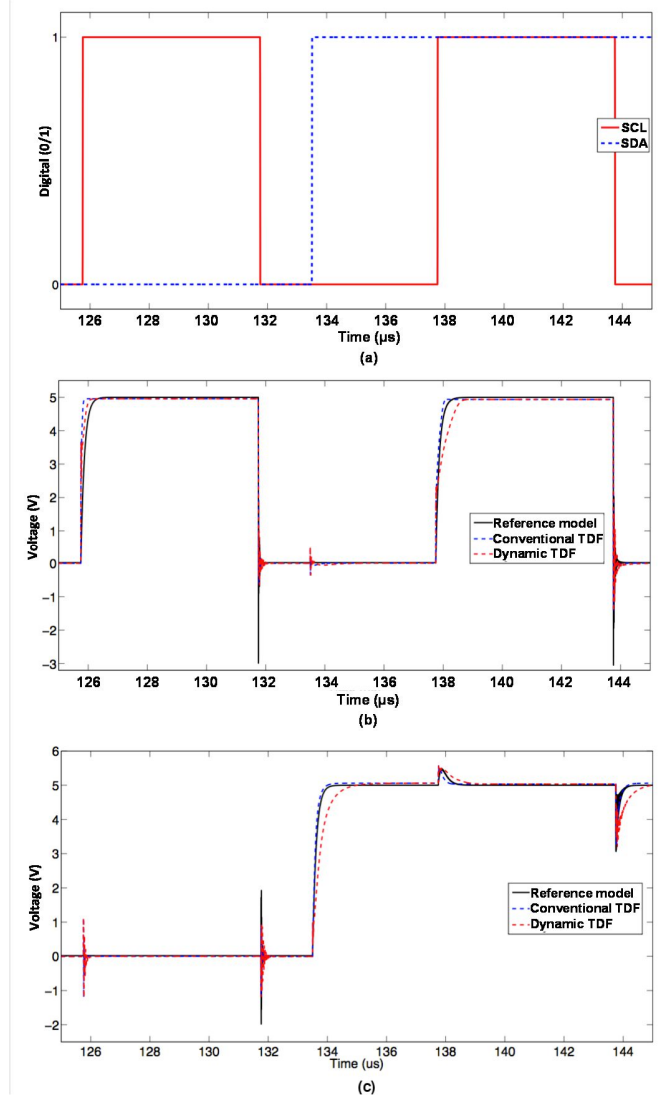 1
Digital (0/1)
SCL
SDA
0
126 128 130 132 134 136 138 140 142 144
Time (μs)
(a)
5
4
3
2
1
0
-1
-2
-3
Voltage (V)
Reference model
Conventional TDF
Dynamic TDF
126 128 130 132 134 136 138 140 142 144
Time (μs)
(b)
6
5
4
3
2
1
0
-1
-2
Voltage (V)
Reference model
Conventional TDF
Dynamic TDF
126 128 130 132 134 136 138 140 142 144
Time (us)
(c)